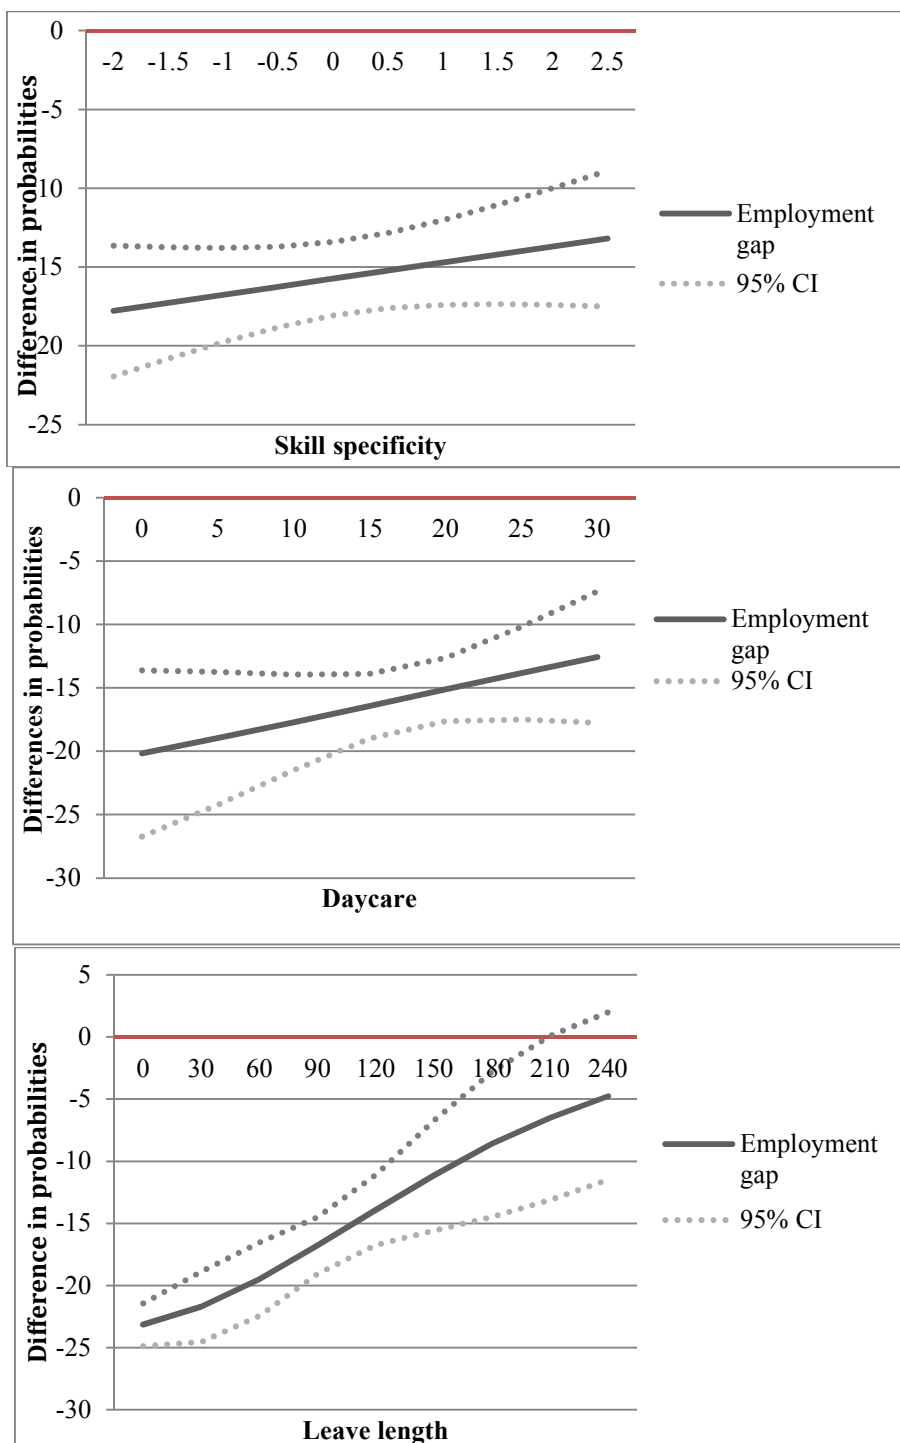 0
-2 -1.5 -1 -0.5 0 0.5 1 1.5 2 2.5
-5
-10
-15
-20
-25
Difference in probabilities
Skill specificity
Employment
gap
95% CI
0
0 5 10 15 20 25 30
-5
-10
-15
-20
-25
-30
Differences in probabilities
Daycare
Employment
gap
95% CI
5
0
0 30 60 90 120 150 180 210 240
-5
-10
-15
-20
-25
-30
Difference in probabilities
Leave length
Employment
gap
95% CI